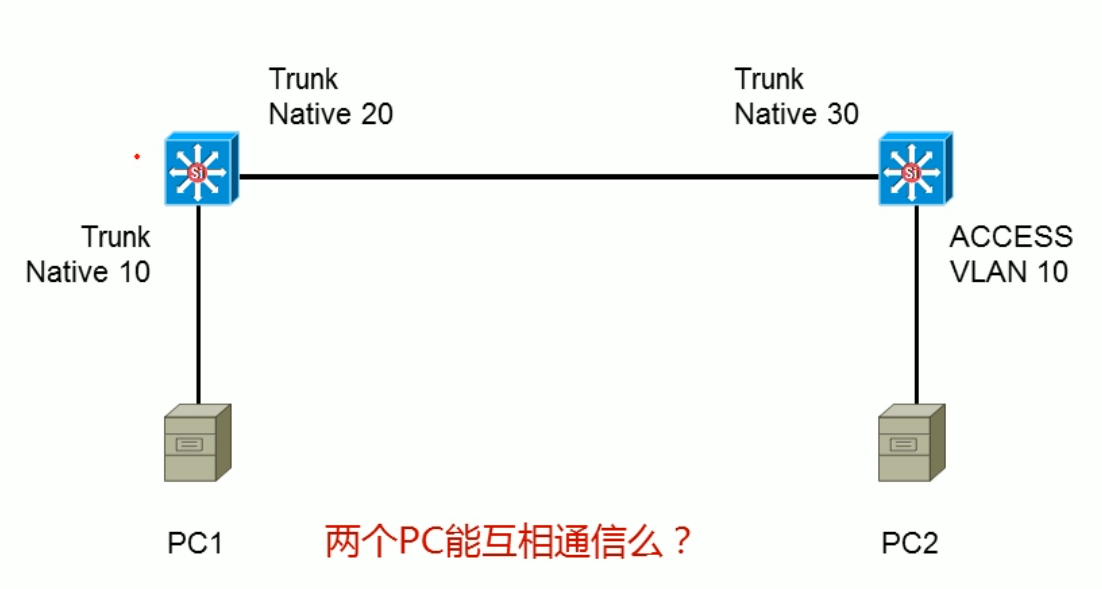 Trunk
Native 20
Trunk
Native 30
Si
Si
Trunk
Native 10
ACCESS
VLAN 10
PC1
两个PC能互相通信么？
PC2